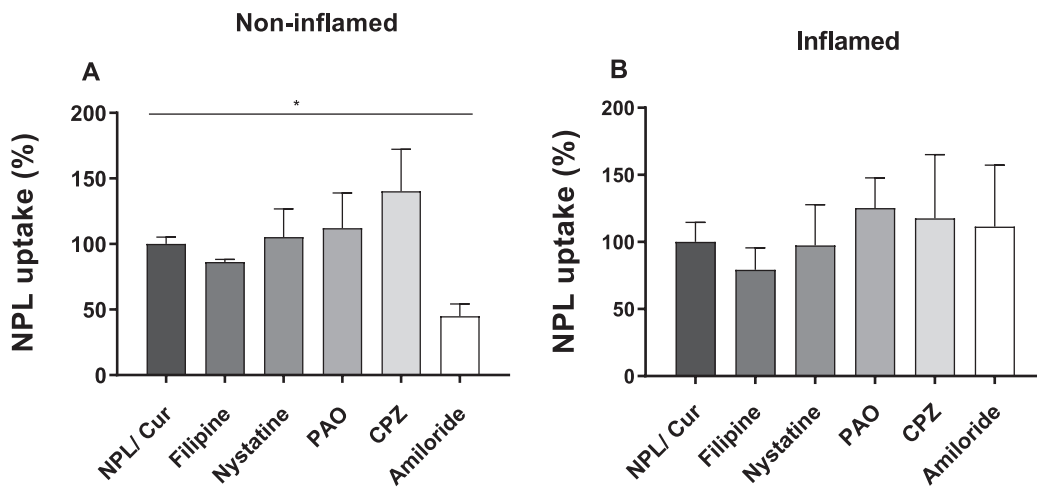 Non-inflamed
A
*
NPL uptake (%)
200
150
100
50
0
NPL/ Cur
Filipine
Nystatine
PAO
CPZ
Amiloride
Inflamed
B
NPL uptake (%)
200
150
100
50
0
NPL/ Cur
Filipine
Nystatine
PAO
CPZ
Amiloride